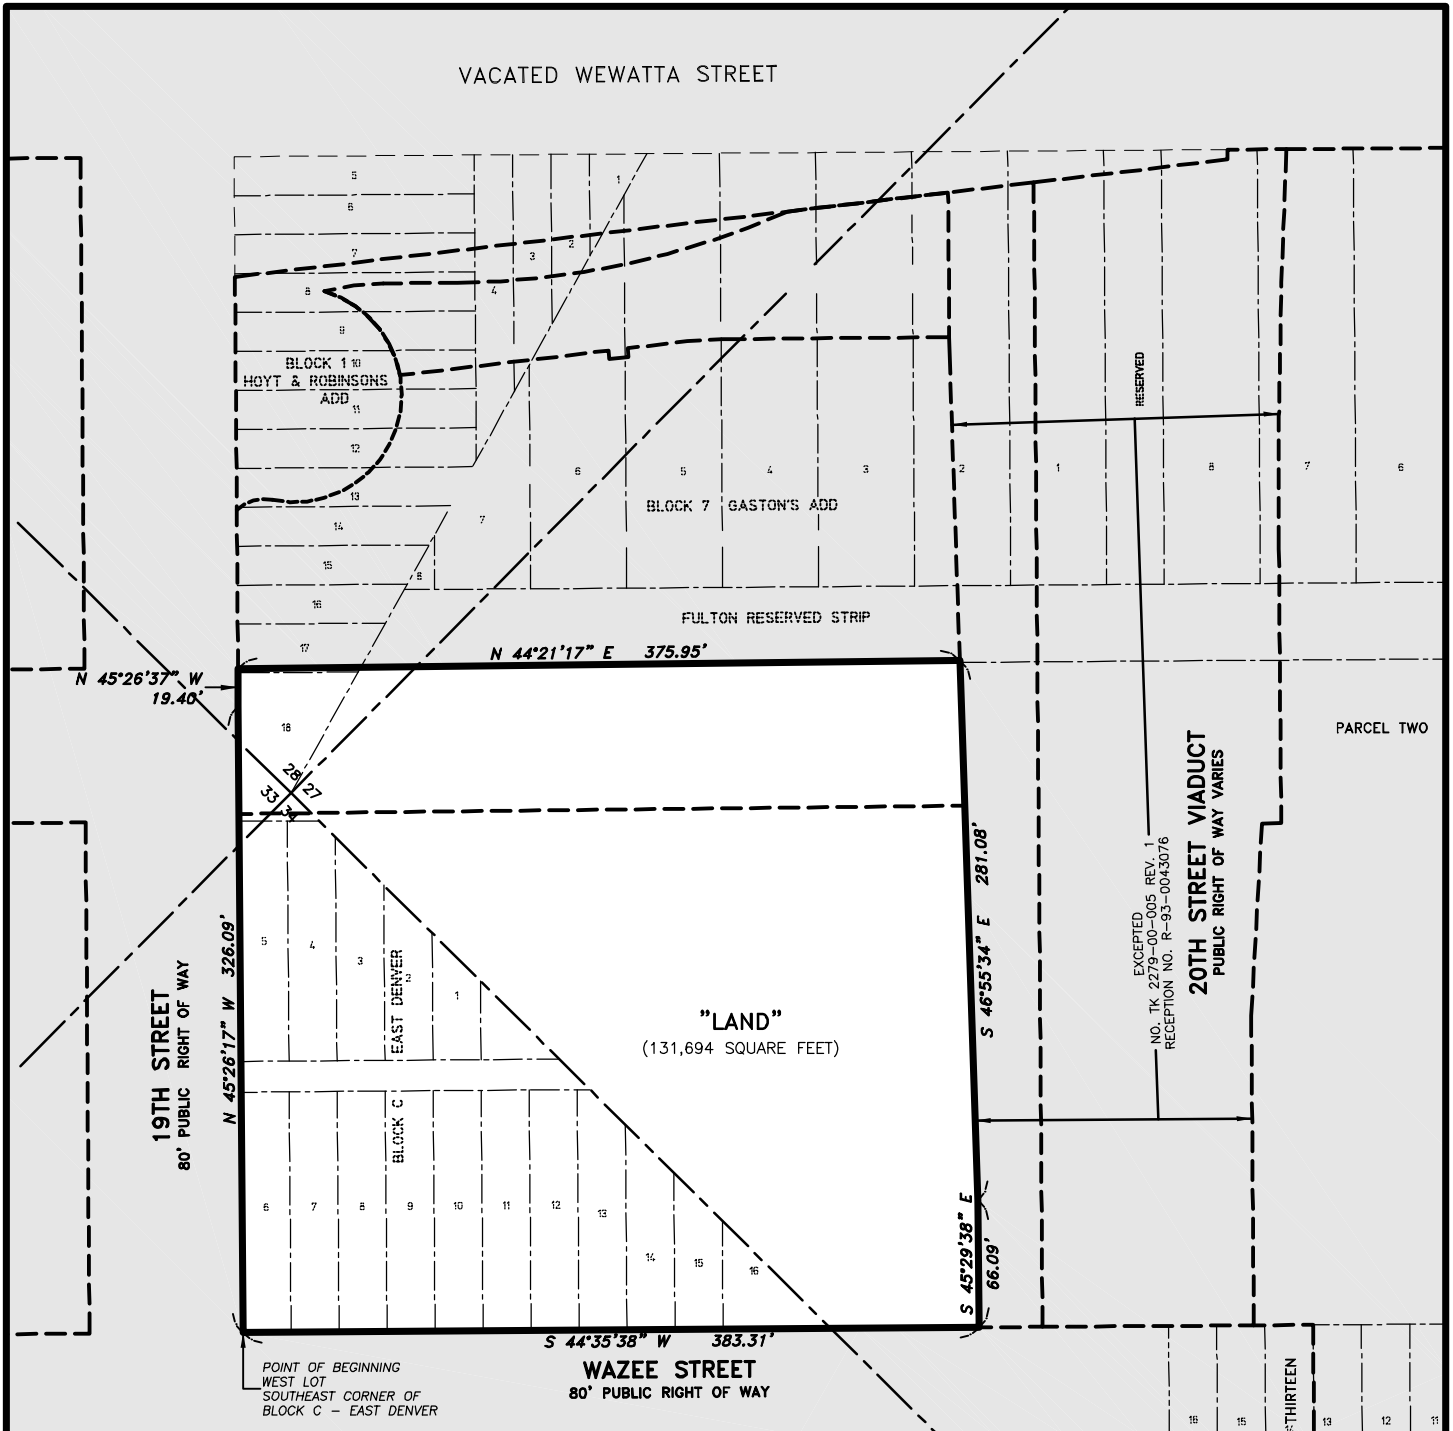 VACATED WEWATTA STREET
5
6
7
8
9
BLOCK 1 10
HOYT & ROBINSONS
ADD
11
12
13
14
15
16
17
1
2
3
4
RESERVED
7
8
6
5
4
3
2
1
8
7
6
BLOCK 7 GASTON'S ADD
FULTON RESERVED STRIP
N 44°21'17" E 375.95'
N 45°26'37" W
19.40'
18
28
27
33
34
PARCEL TWO
20TH STREET VIADUCT
PUBLIC RIGHT OF WAY VARIES
EXCEPTED
NO. TK 2279-00-005 REV. 1
RECEPTION NO. R-93-0043076
S 46°55'34" E 281.08'
N 45°26'17" W 326.09'
19TH STREET
80' PUBLIC RIGHT OF WAY
5
4
3
2
1
BLOCK C EAST DENVER
"LAND"
(131,694 SQUARE FEET)
6
7
8
9
10
11
12
13
14
15
16
S 45°29'38" E
66.09'
S 44°35'38" W 383.31'
WAZEE STREET
80' PUBLIC RIGHT OF WAY
POINT OF BEGINNING
WEST LOT
SOUTHEAST CORNER OF
BLOCK C – EAST DENVER
16
15
THIRTEEN
13
12
11